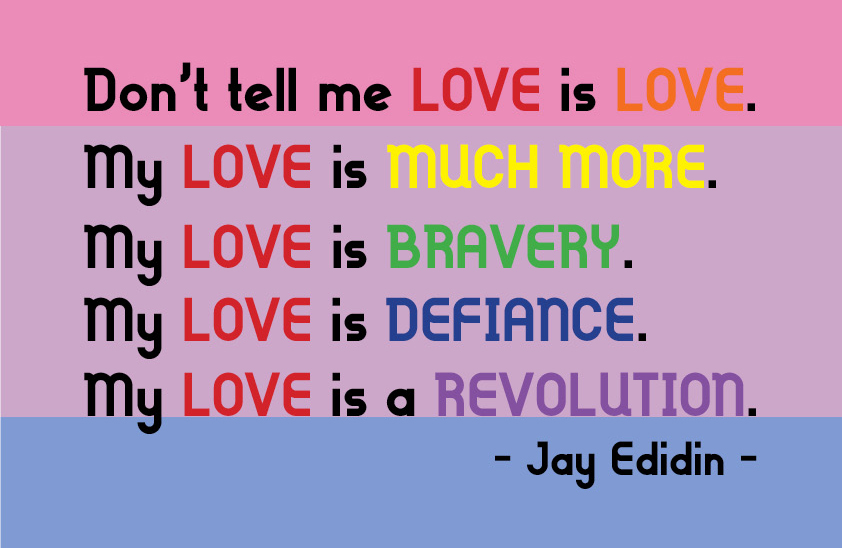 Don't tell me LOVE is LOVE.
My LOVE is MUCH MORE.
My LOVE is BRAVERY.
My LOVE is DEFIANCE.
My LOVE is a REVOLUTION.
- Jay Edidin -